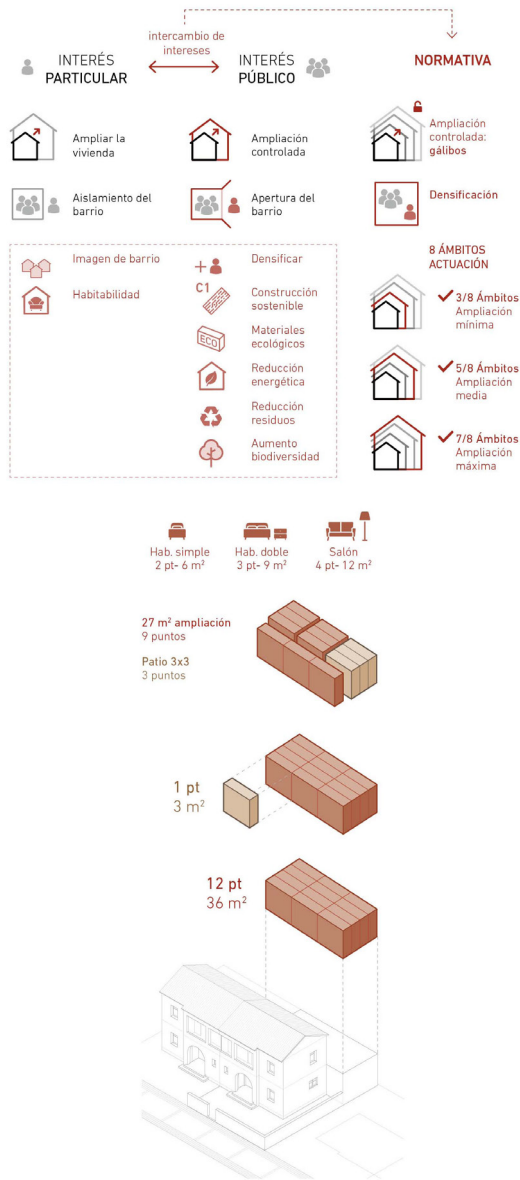 intercambio de
intereses
INTERÉS
PARTICULAR
INTERÉS
PÚBLICO
NORMATIVA
Ampliar la
vivienda
Ampliación
controlada
Ampliación
controlada:
gálibos
Aislamiento del
barrio
Apertura del
barrio
Densificación
Imagen de barrio
Habitabilidad
Densificar
C1
Construcción
sostenible
ECO
Materiales
ecológicos
Reducción
energética
Reducción
residuos
Aumento
biodiversidad
8 ÁMBITOS
ACTUACIÓN
3/8 Ámbitos
Ampliación
mínima
5/8 Ámbitos
Ampliación
media
7/8 Ámbitos
Ampliación
máxima
Hab. simple
2 pt- 6 m²
Hab. doble
3 pt- 9 m²
Salón
4 pt- 12 m²
27 m² ampliación
9 puntos
Patio 3x3
3 puntos
1 pt
3 m²
12 pt
36 m²